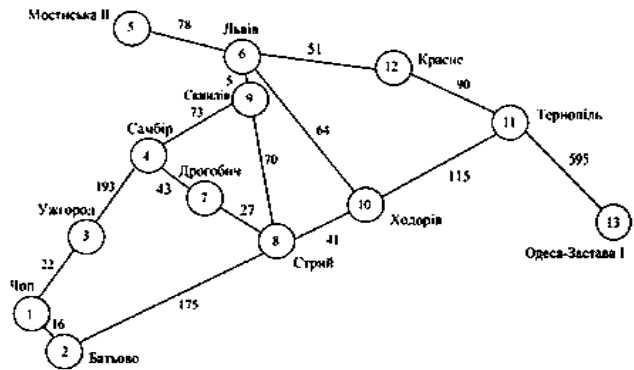 Мостиська II
5
78
Львів
6
51
Красне
12
5
Скнилів
9
90
Тернопіль
11
Самбір
73
4
64
Дрогобич
70
43
7
193
115
595
27
10
Ходорів
Ужгород
3
8
41
Стрий
13
Одеса-Застава I
22
Чоп
1
175
16
2
Батьово